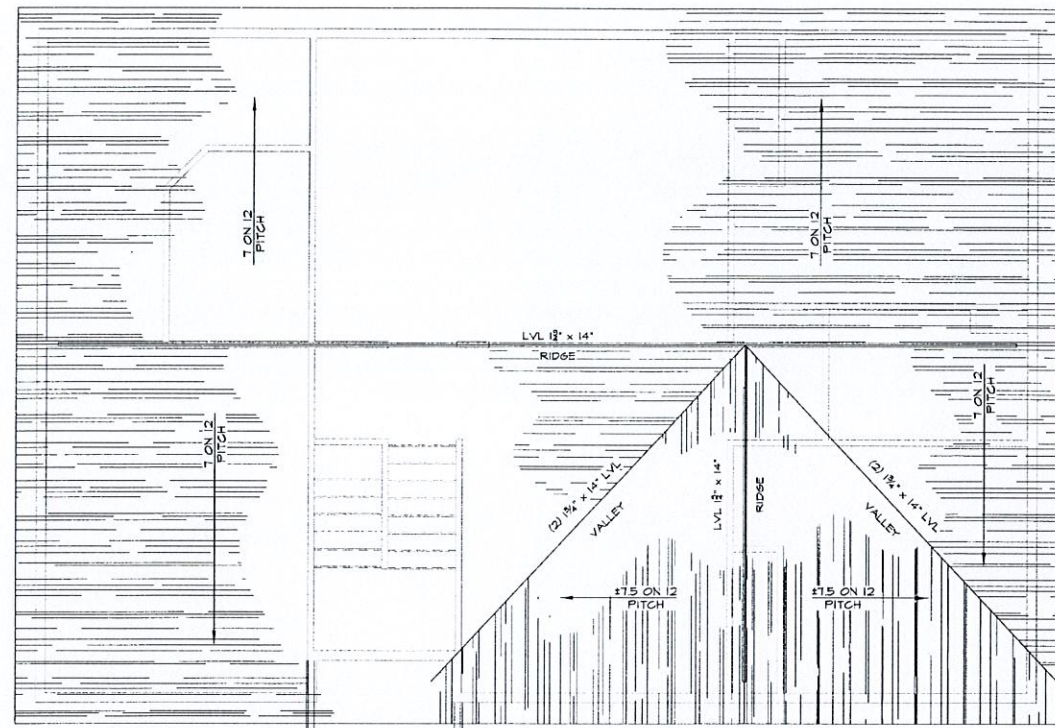 7 ON 12
PITCH
7 ON 12
PITCH
LVL 1¾" x 14"
RIDGE
7 ON 12
PITCH
7 ON 12
PITCH
(2) 1¾" x 14" LVL
VALLEY
LVL 1¾" x 14"
RIDGE
(2) 1¾" x 14" LVL
VALLEY
±7.5 ON 12
PITCH
±7.5 ON 12
PITCH